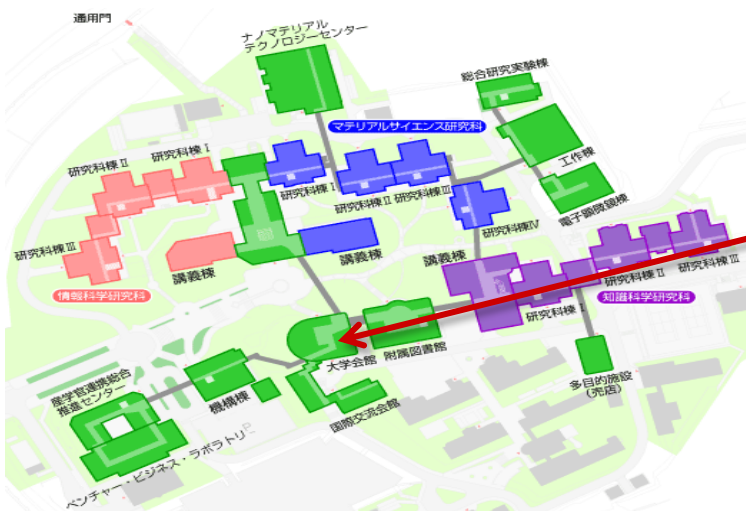 通用門
ナノマテリアル
テクノロジーセンター
総合研究実験棟
マテリアルサイエンス研究科
研究科棟Ⅱ
研究科棟Ⅰ
研究科棟Ⅰ
研究科棟Ⅱ
研究科棟Ⅲ
工作棟
電子顕微鏡棟
研究科棟Ⅳ
研究科棟Ⅲ
講義棟
講義棟
講義棟
研究科棟Ⅱ
研究科棟Ⅲ
情報科学研究科
知識科学研究科
研究科棟Ⅰ
大学会館
附属図書館
多目的施設
(売店)
産学官連携総合
推進センター
機構棟
国際交流会館
ベンチャー・ビジネス・ラボラトリ
P